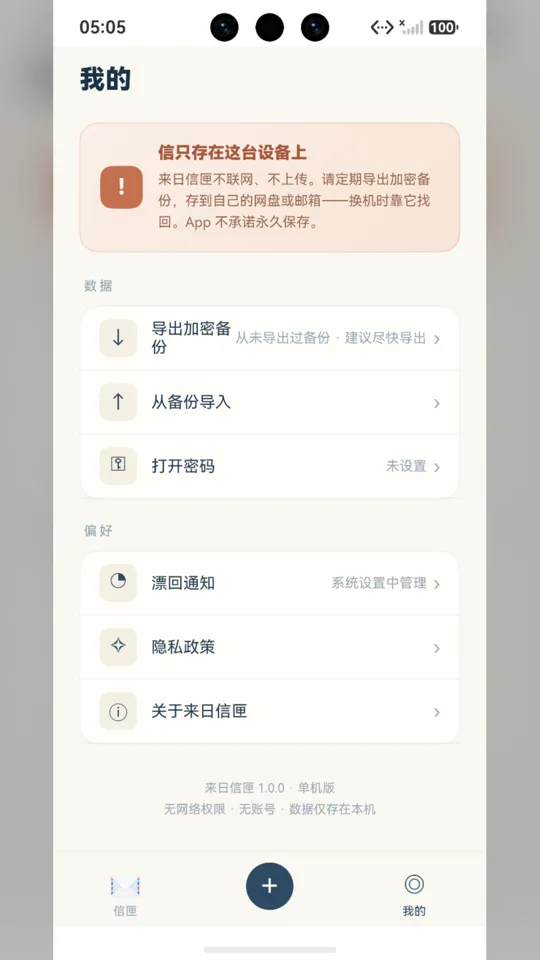 05:05
100
我的
信只存在这台设备上
来日信匣不联网、不上传。请定期导出加密备
份，存到自己的网盘或邮箱——换机时靠它找
回。App 不承诺永久保存。
数据
导出加密备
份
从未导出过备份 · 建议尽快导出
从备份导入
打开密码
未设置
偏好
漂回通知
系统设置中管理
隐私政策
关于来日信匣
来日信匣 1.0.0 · 单机版
无网络权限 · 无账号 · 数据仅存在本机
信匣
我的